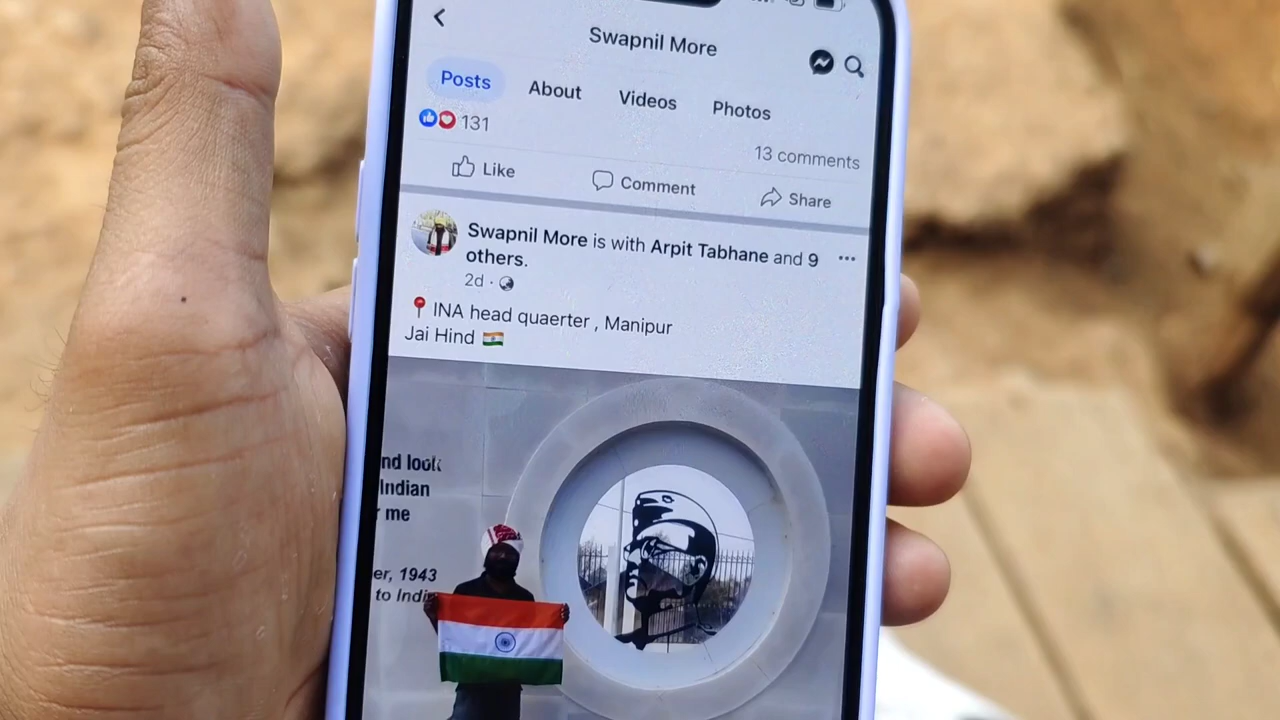 Swapnil More
Posts About Videos Photos
131
13 comments
Like Comment Share
Swapnil More is with Arpit Tabhane and 9
others.
2d
INA head quaerter , Manipur
Jai Hind
nd look
Indian
r me
er, 1943
to Indi